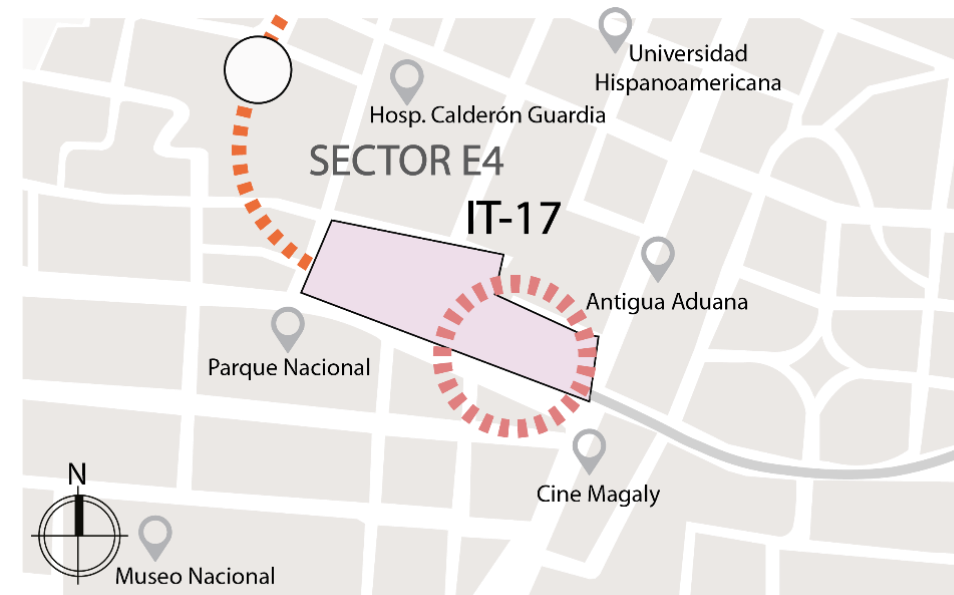 Universidad
Hispanoamericana
Hosp. Calderón Guardia
SECTOR E4
IT-17
Antigua Aduana
Parque Nacional
N
Cine Magaly
Museo Nacional